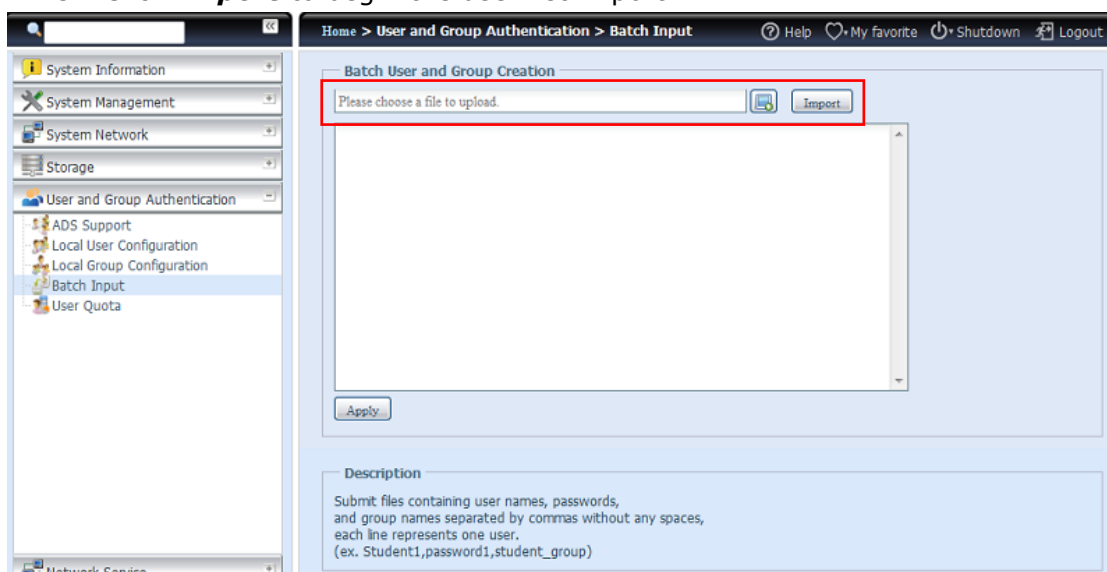 Home > User and Group Authentication > Batch Input
Help
My favorite
Shutdown
Logout
System Information
System Management
System Network
Storage
User and Group Authentication
ADS Support
Local User Configuration
Local Group Configuration
Batch Input
User Quota
Batch User and Group Creation
Please choose a file to upload.
Import
Apply
Description
Submit files containing user names, passwords,
and group names separated by commas without any spaces,
each line represents one user.
(ex. Student1,password1,student_group)